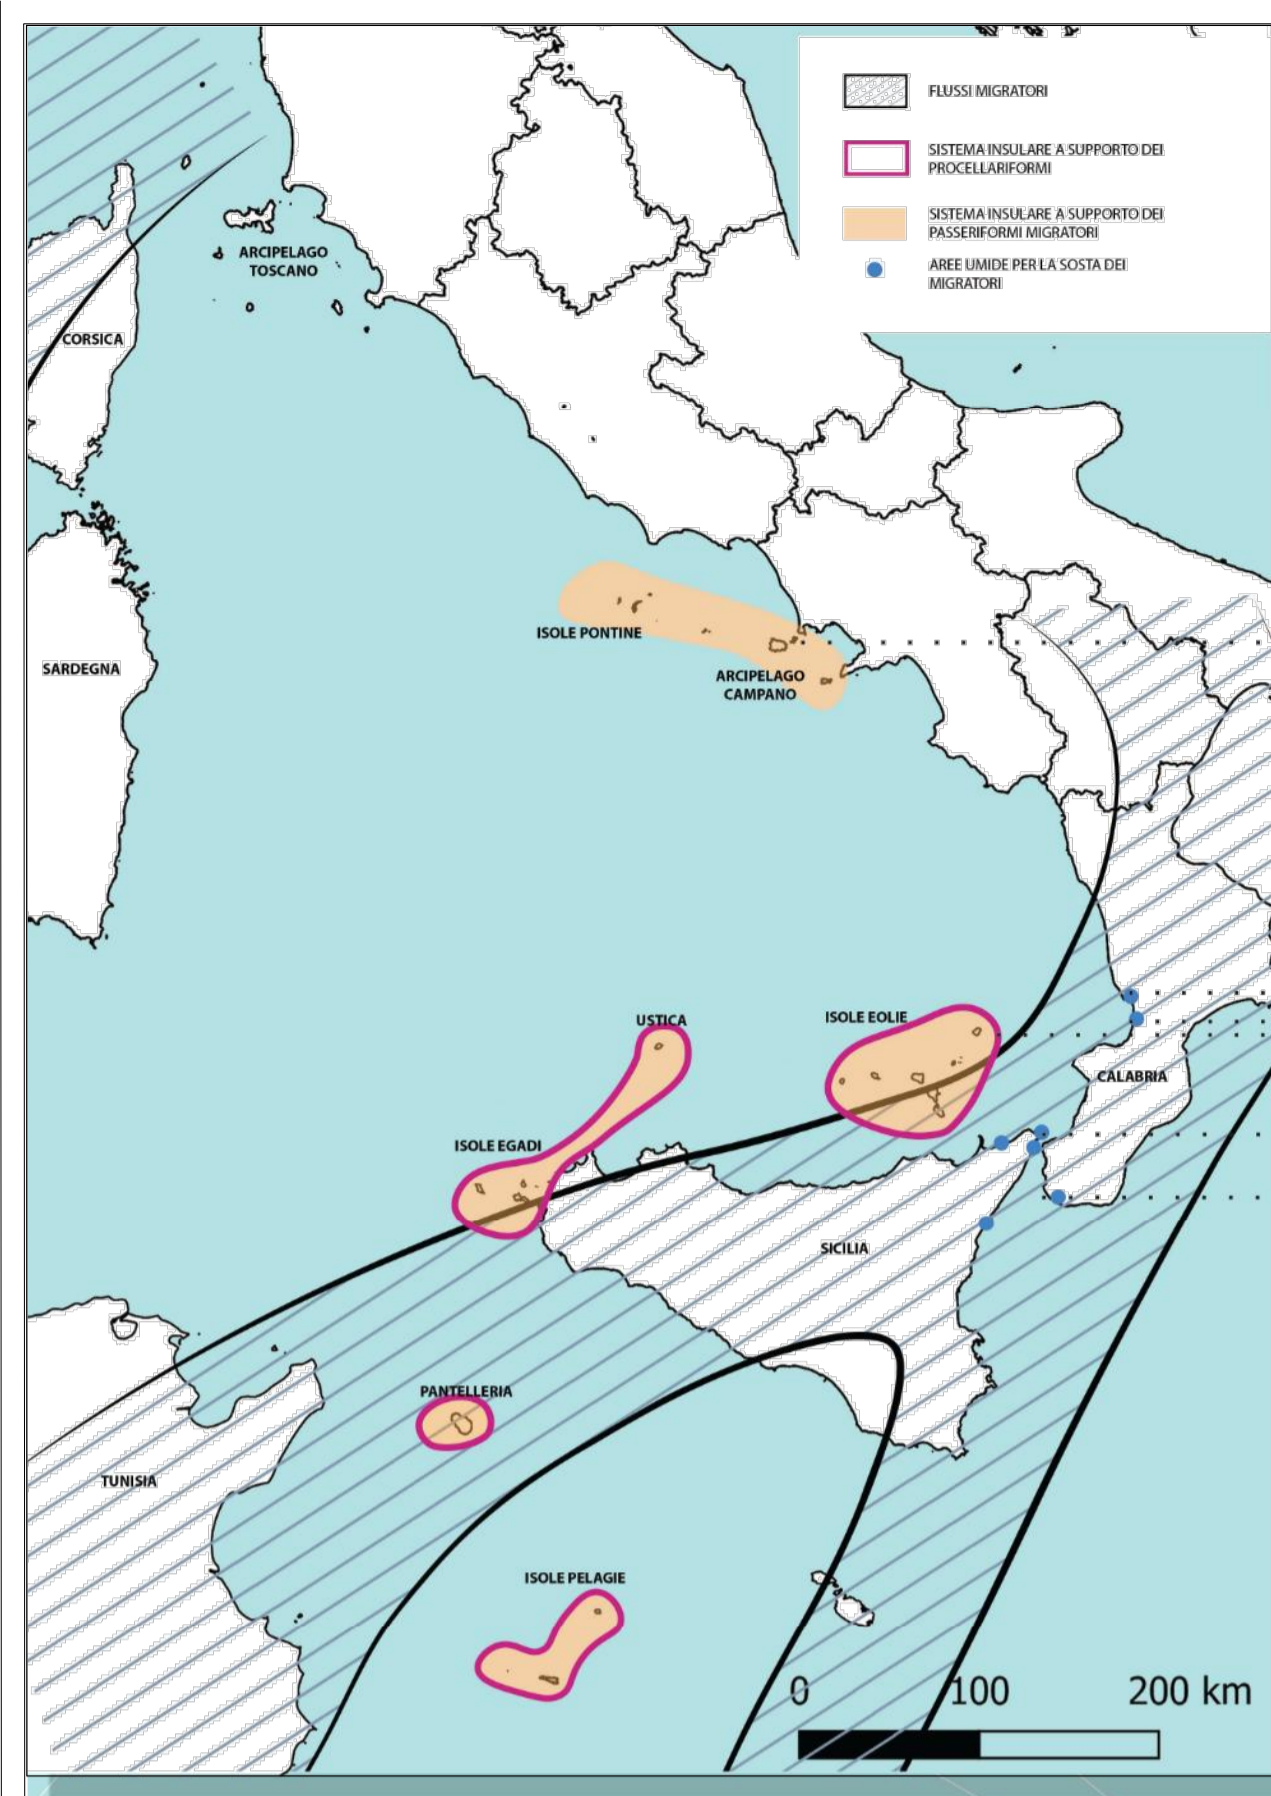 FLUSSI MIGRATORI
SISTEMA INSULARE A SUPPORTO DEI
PROCELLARIFORMI
SISTEMA INSULARE A SUPPORTO DEI
PASSERIFORMI MIGRATORI
AREE UMIDE PER LA SOSTA DEI
MIGRATORI
ARCIPELAGO
TOSCANO
CORSICA
ISOLE PONTINE
SARDEGNA
ARCIPELAGO
CAMPANO
ISOLE EOLIE
USTICA
CALABRIA
ISOLE EGADI
SICILIA
PANTELLERIA
TUNISIA
ISOLE PELAGIE
0 100 200 km